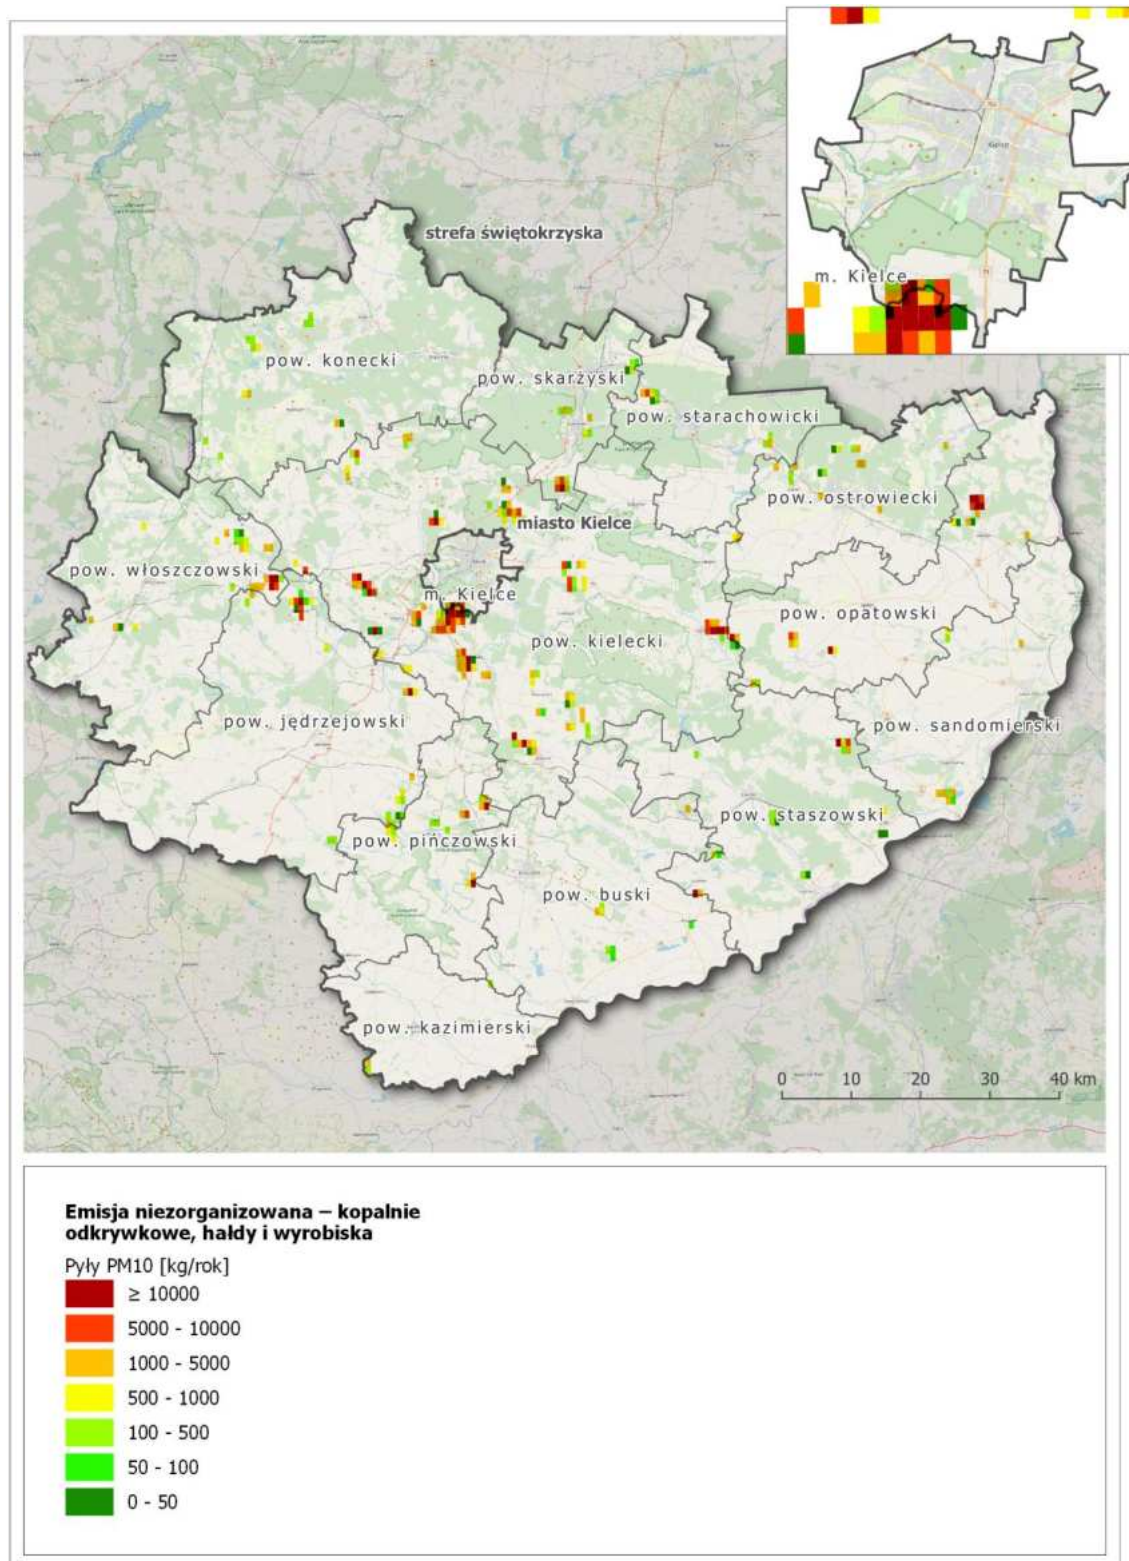 Kielce
m. Kielce
strefa świętokrzyska
pow. konecki
pow. skarżyski
pow. starachowicki
pow. ostrowiecki
miasto Kielce
pow. włoszczowski
m. Kielce
pow. opatowski
pow. kielecki
pow. jędrzejowski
pow. sandomierski
pow. staszowski
pow. pińczowski
pow. buski
pow. kazimierski
0 10 20 30 40 km
Emisja niezorganizowana – kopalnie
odkrywkowe, hałdy i wyrobiska
Pyły PM10 [kg/rok]
≥ 10000
5000 - 10000
1000 - 5000
500 - 1000
100 - 500
50 - 100
0 - 50